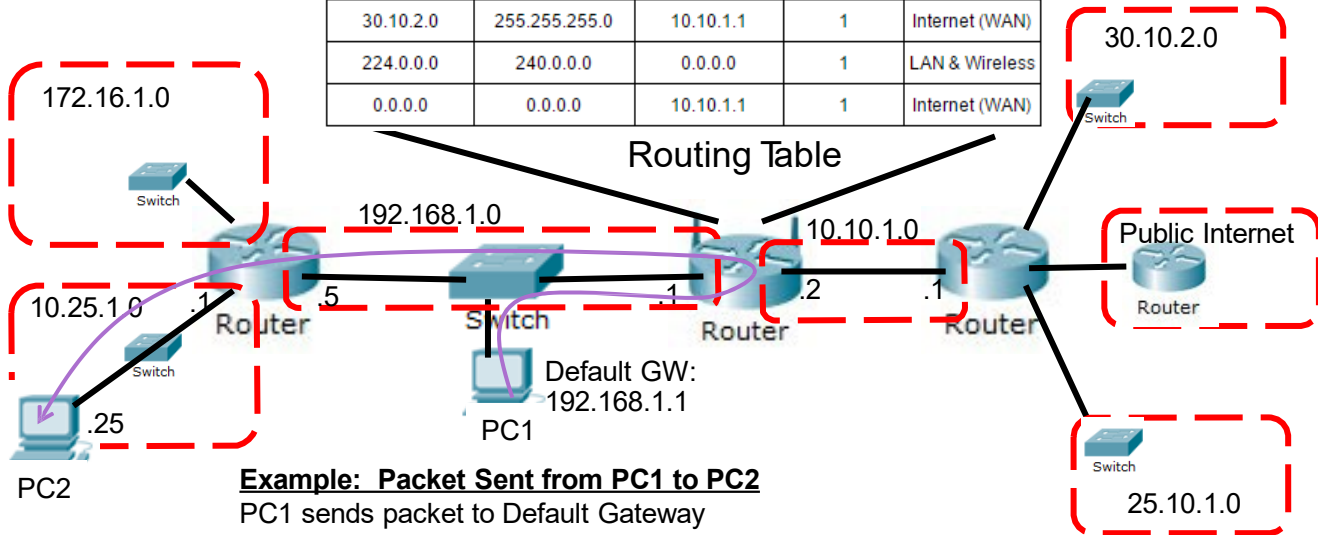 30.10.2.0 255.255.255.0 10.10.1.1 1 Internet (WAN)
224.0.0.0 240.0.0.0 0.0.0.0 1 LAN & Wireless
0.0.0.0 0.0.0.0 10.10.1.1 1 Internet (WAN)
Routing Table
172.16.1.0
Switch
30.10.2.0
Switch
192.168.1.0
10.10.1.0
Public Internet
Router
10.25.1.0
.1
.5
.1
.2
.1
Router
Switch
Router
Router
Switch
.25
PC2
Default GW:
192.168.1.1
PC1
Switch
25.10.1.0
Example: Packet Sent from PC1 to PC2
PC1 sends packet to Default Gateway